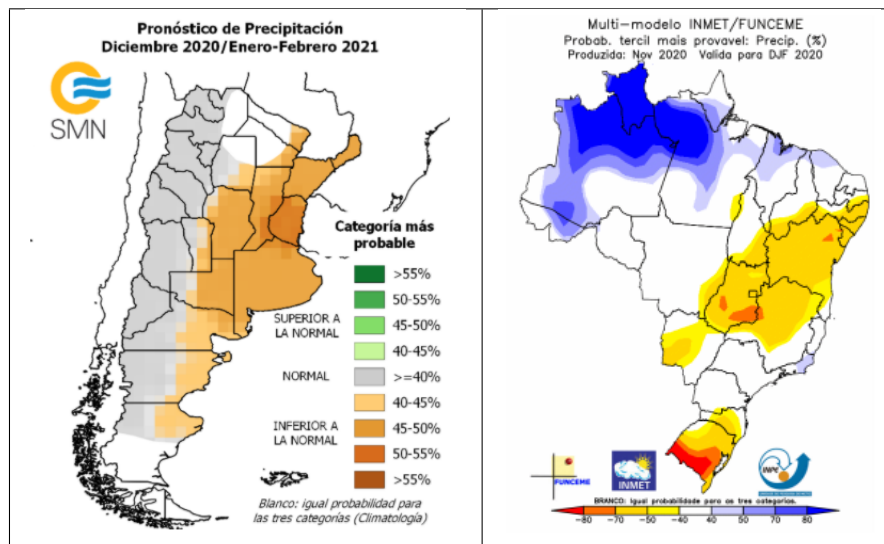 Pronóstico de Precipitación
Diciembre 2020/Enero-Febrero 2021
SMN
Categoría más
probable
>55%
50-55%
SUPERIOR A
LA NORMAL
45-50%
40-45%
NORMAL
>=40%
40-45%
INFERIOR A
LA NORMAL
45-50%
50-55%
>55%
Blanco: igual probabilidad para
las tres categorías (Climatología)
Multi-modelo INMET/FUNCEME
Probab. tercil mais provavel: Precip. (%)
Produzida: Nov 2020 Valida para DJF 2020
FUNCEME
INMET
INPE
BRANCO: Igual probabilidade para as tres categorias.
-80 -70 -50 -40 40 50 70 80